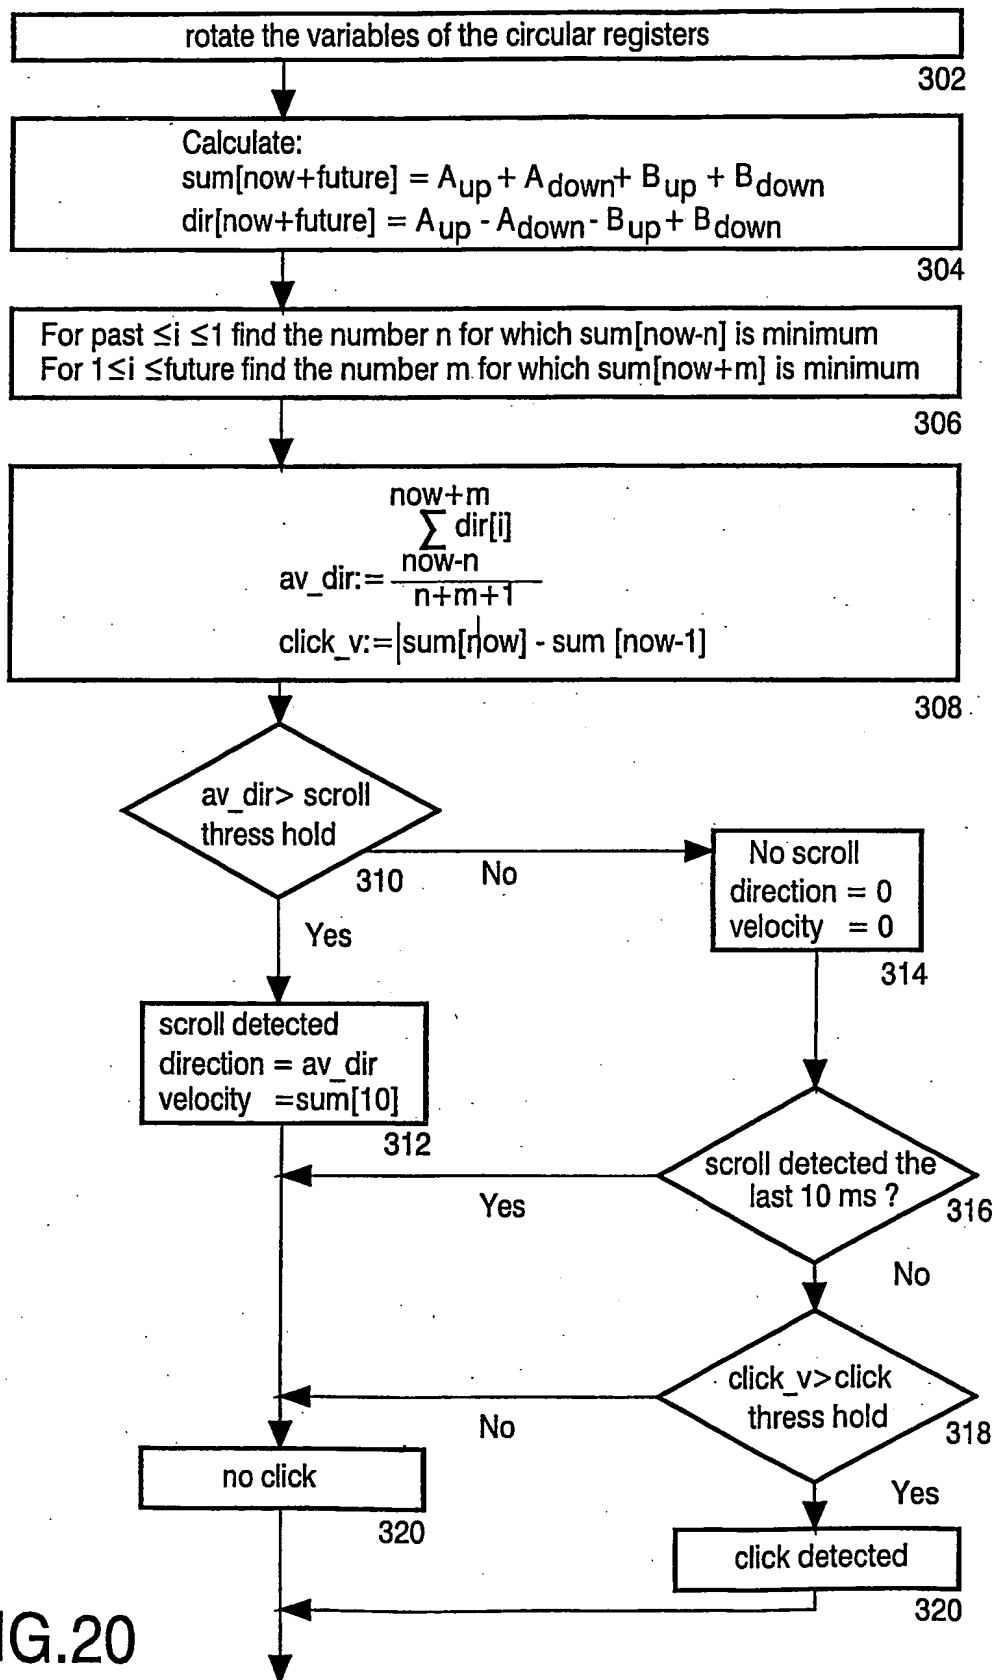 rotate the variables of the circular registers
302
Calculate:
sum[now+future] = Aup + Adown+ Bup + Bdown
dir[now+future] = Aup - Adown- Bup+ Bdown
304
For past ≤i ≤1 find the number n for which sum[now-n] is minimum
For 1≤i ≤future find the number m for which sum[now+m] is minimum
306
now+m
∑ dir[i]
now-n
av_dir:=
n+m+1
click_v:=|sum[now] - sum [now-1]
308
av_dir> scroll
thress hold
310
No
Yes
No scroll
direction = 0
velocity = 0
314
scroll detected
direction = av_dir
velocity =sum[10]
312
scroll detected the
last 10 ms ?
316
Yes
No
click_v>click
thress hold
318
No
Yes
no click
320
click detected
320
IG.20